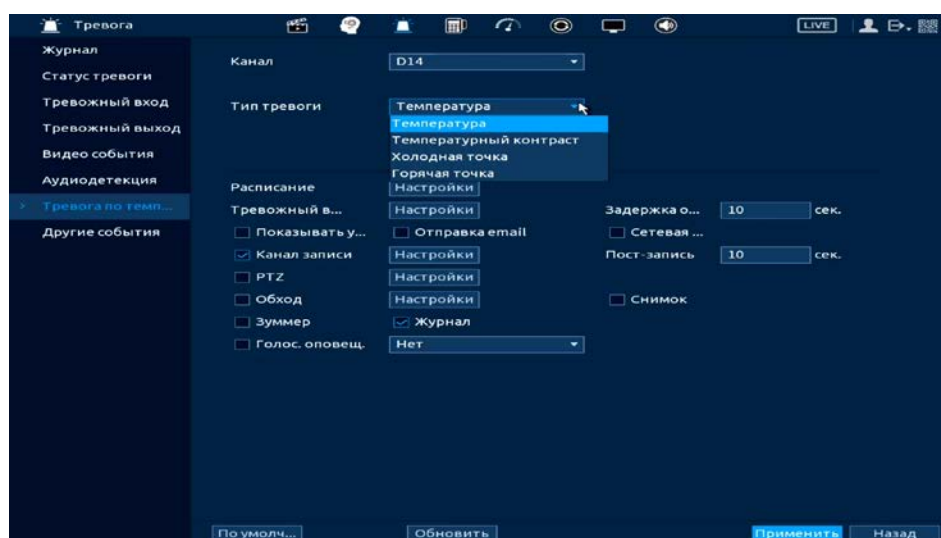 Тревога
LIVE
Журнал
Статус тревоги
Тревожный вход
Тревожный выход
Видео события
Аудиодетекция
Тревога по темп...
Другие события
Канал D14
Тип тревоги Температура
Температура
Температурный контраст
Холодная точка
Горячая точка
Расписание Настройки
Тревожный в... Настройки Задержка о... 10 сек.
Показывать у... Отправка email Сетевая ...
Канал записи Настройки Пост-запись 10 сек.
PTZ Настройки
Обход Настройки Снимок
Зуммер Журнал
Голос. оповещ. Нет
По умолч... Обновить Применить Назад